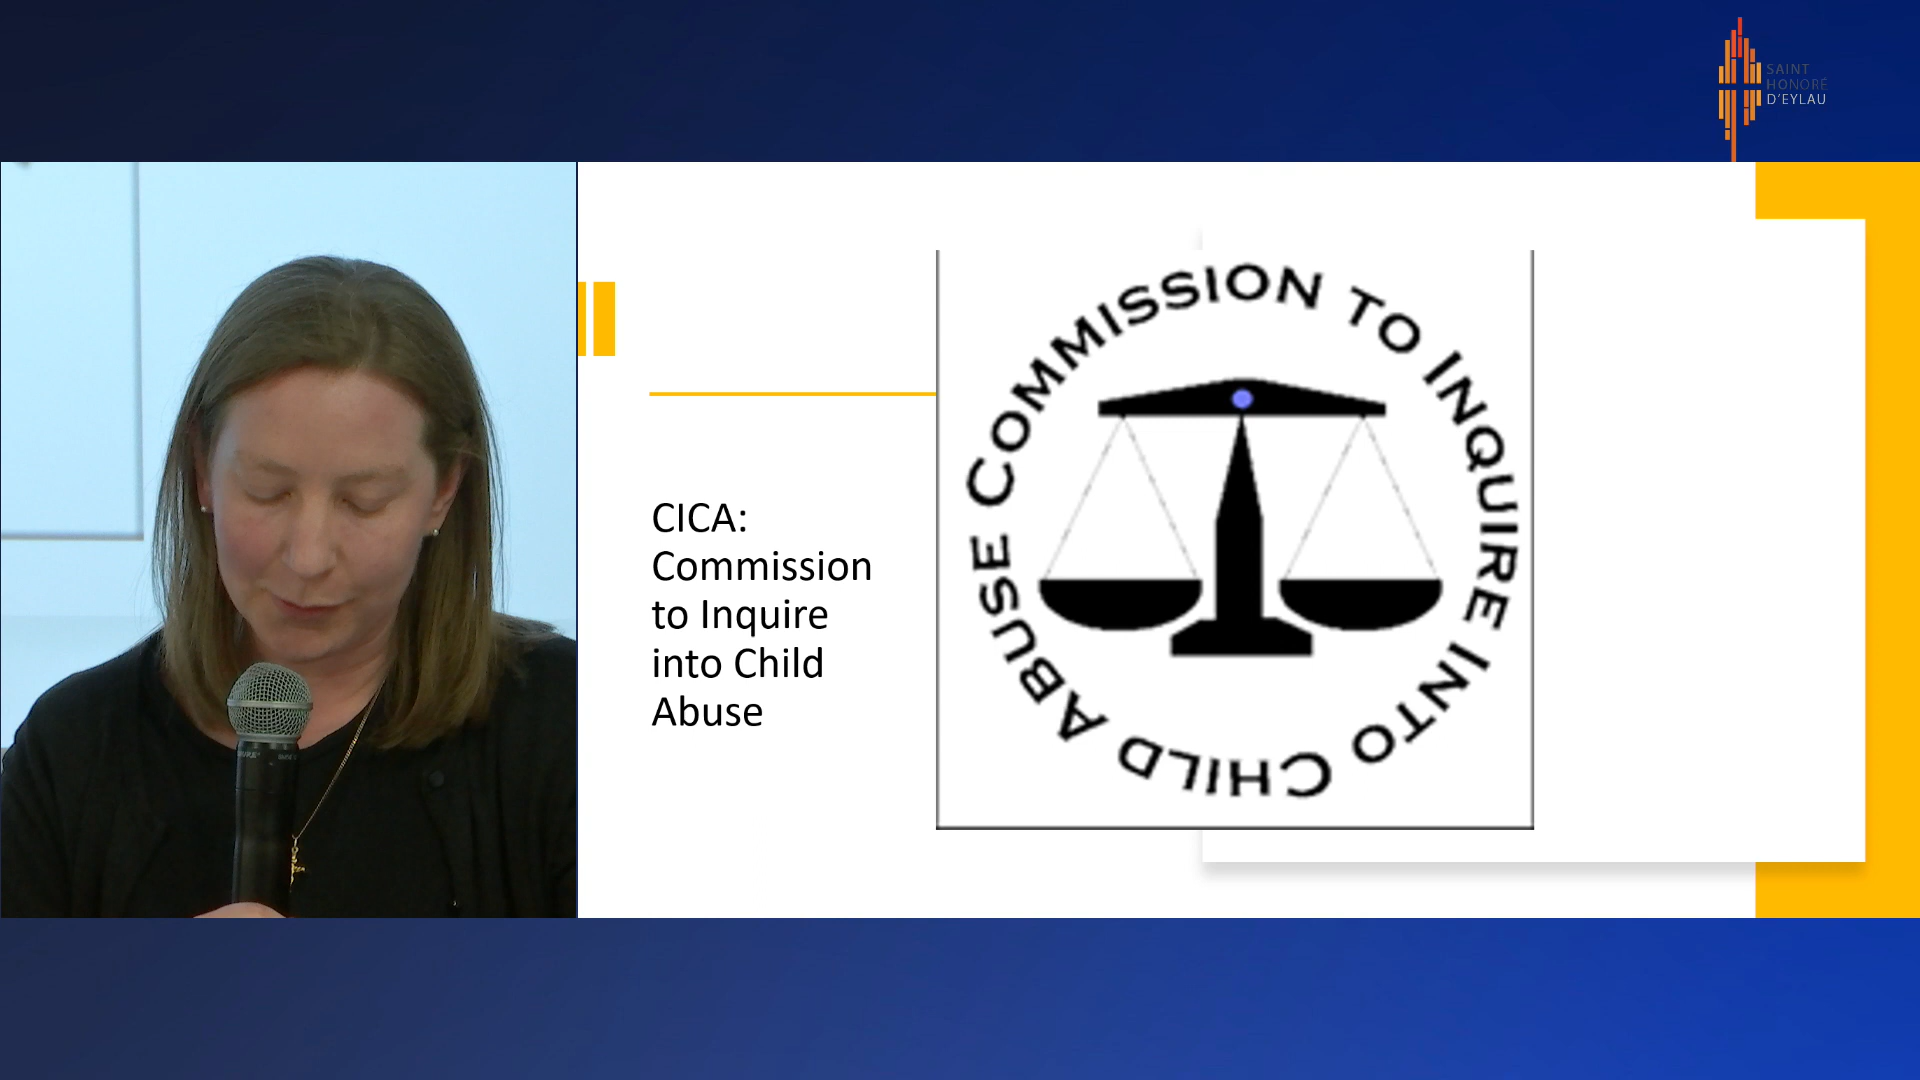 SAINT
HONORÉ
D'EYLAU
CICA:
Commission
to Inquire
into Child
Abuse
COMMISSION TO INQUIRE INTO CHILD ABUSE